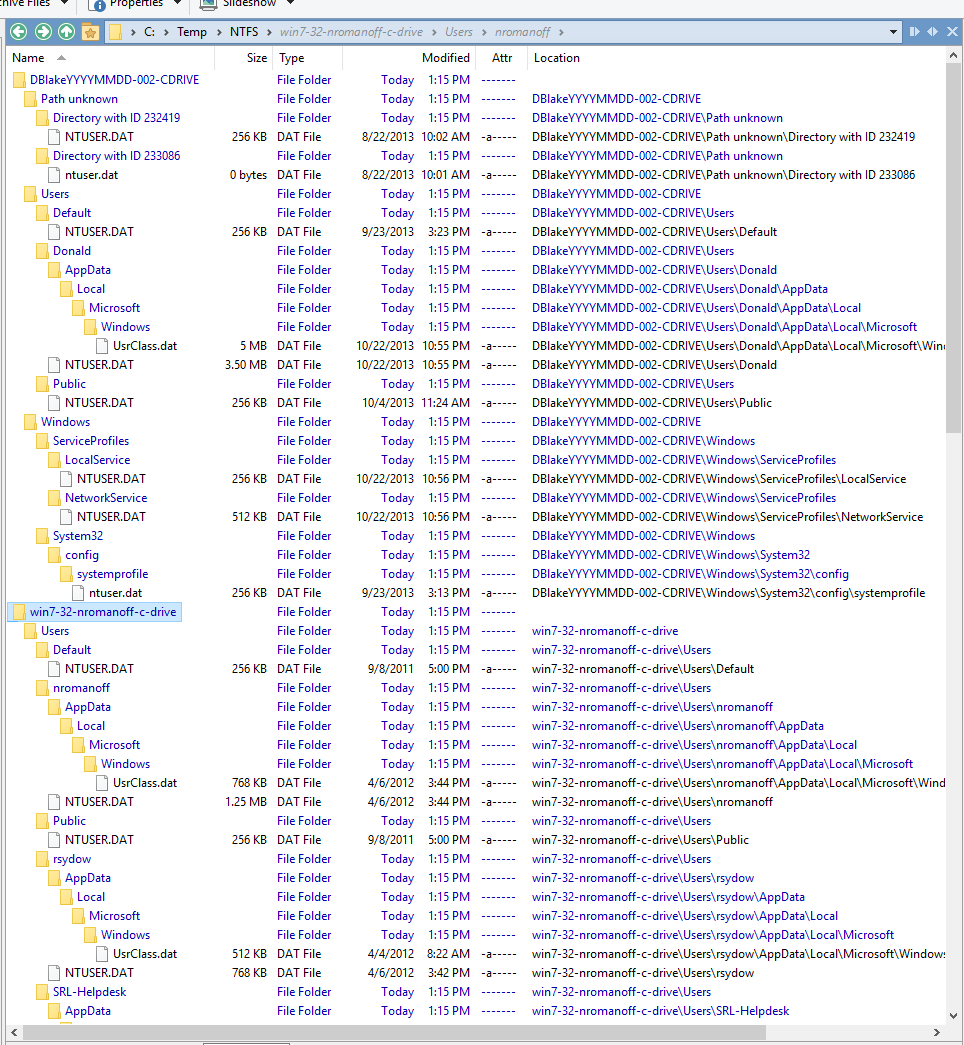 chive Files Properties Slideshow
C: Temp NTFS win7-32-nromanoff-c-drive Users nromanoff
Name Size Type Modified Attr Location
DBlakeYYYYMMDD-002-CDRIVE File Folder Today 1:15 PM -------
Path unknown File Folder Today 1:15 PM ------- DBlakeYYYYMMDD-002-CDRIVE
Directory with ID 232419 File Folder Today 1:15 PM ------- DBlakeYYYYMMDD-002-CDRIVE\Path unknown
NTUSER.DAT 256 KB DAT File 8/22/2013 10:02 AM -a----- DBlakeYYYYMMDD-002-CDRIVE\Path unknown\Directory with ID 232419
Directory with ID 233086 File Folder Today 1:15 PM ------- DBlakeYYYYMMDD-002-CDRIVE\Path unknown
ntuser.dat 0 bytes DAT File 8/22/2013 10:01 AM -a----- DBlakeYYYYMMDD-002-CDRIVE\Path unknown\Directory with ID 233086
Users File Folder Today 1:15 PM ------- DBlakeYYYYMMDD-002-CDRIVE
Default File Folder Today 1:15 PM ------- DBlakeYYYYMMDD-002-CDRIVE\Users
NTUSER.DAT 256 KB DAT File 9/23/2013 3:23 PM -a----- DBlakeYYYYMMDD-002-CDRIVE\Users\Default
Donald File Folder Today 1:15 PM ------- DBlakeYYYYMMDD-002-CDRIVE\Users
AppData File Folder Today 1:15 PM ------- DBlakeYYYYMMDD-002-CDRIVE\Users\Donald
Local File Folder Today 1:15 PM ------- DBlakeYYYYMMDD-002-CDRIVE\Users\Donald\AppData
Microsoft File Folder Today 1:15 PM ------- DBlakeYYYYMMDD-002-CDRIVE\Users\Donald\AppData\Local
Windows File Folder Today 1:15 PM ------- DBlakeYYYYMMDD-002-CDRIVE\Users\Donald\AppData\Local\Microsoft
UsrClass.dat 5 MB DAT File 10/22/2013 10:55 PM -a----- DBlakeYYYYMMDD-002-CDRIVE\Users\Donald\AppData\Local\Microsoft\Win
NTUSER.DAT 3.50 MB DAT File 10/22/2013 10:55 PM -a----- DBlakeYYYYMMDD-002-CDRIVE\Users\Donald
Public File Folder Today 1:15 PM ------- DBlakeYYYYMMDD-002-CDRIVE\Users
NTUSER.DAT 256 KB DAT File 10/4/2013 11:24 AM -a----- DBlakeYYYYMMDD-002-CDRIVE\Users\Public
Windows File Folder Today 1:15 PM ------- DBlakeYYYYMMDD-002-CDRIVE
ServiceProfiles File Folder Today 1:15 PM ------- DBlakeYYYYMMDD-002-CDRIVE\Windows
LocalService File Folder Today 1:15 PM ------- DBlakeYYYYMMDD-002-CDRIVE\Windows\ServiceProfiles
NTUSER.DAT 256 KB DAT File 10/22/2013 10:56 PM -a----- DBlakeYYYYMMDD-002-CDRIVE\Windows\ServiceProfiles\LocalService
NetworkService File Folder Today 1:15 PM ------- DBlakeYYYYMMDD-002-CDRIVE\Windows\ServiceProfiles
NTUSER.DAT 512 KB DAT File 10/22/2013 10:56 PM -a----- DBlakeYYYYMMDD-002-CDRIVE\Windows\ServiceProfiles\NetworkService
System32 File Folder Today 1:15 PM ------- DBlakeYYYYMMDD-002-CDRIVE\Windows
config File Folder Today 1:15 PM ------- DBlakeYYYYMMDD-002-CDRIVE\Windows\System32
systemprofile File Folder Today 1:15 PM ------- DBlakeYYYYMMDD-002-CDRIVE\Windows\System32\config
ntuser.dat 256 KB DAT File 9/23/2013 3:13 PM -a----- DBlakeYYYYMMDD-002-CDRIVE\Windows\System32\config\systemprofile
win7-32-nromanoff-c-drive File Folder Today 1:15 PM -------
Users File Folder Today 1:15 PM ------- win7-32-nromanoff-c-drive
Default File Folder Today 1:15 PM ------- win7-32-nromanoff-c-drive\Users
NTUSER.DAT 256 KB DAT File 9/8/2011 5:00 PM -a----- win7-32-nromanoff-c-drive\Users\Default
nromanoff File Folder Today 1:15 PM ------- win7-32-nromanoff-c-drive\Users
AppData File Folder Today 1:15 PM ------- win7-32-nromanoff-c-drive\Users\nromanoff
Local File Folder Today 1:15 PM ------- win7-32-nromanoff-c-drive\Users\nromanoff\AppData
Microsoft File Folder Today 1:15 PM ------- win7-32-nromanoff-c-drive\Users\nromanoff\AppData\Local
Windows File Folder Today 1:15 PM ------- win7-32-nromanoff-c-drive\Users\nromanoff\AppData\Local\Microsoft
UsrClass.dat 768 KB DAT File 4/6/2012 3:44 PM -a----- win7-32-nromanoff-c-drive\Users\nromanoff\AppData\Local\Microsoft\Wind
NTUSER.DAT 1.25 MB DAT File 4/6/2012 3:44 PM -a----- win7-32-nromanoff-c-drive\Users\nromanoff
Public File Folder Today 1:15 PM ------- win7-32-nromanoff-c-drive\Users
NTUSER.DAT 256 KB DAT File 9/8/2011 5:00 PM -a----- win7-32-nromanoff-c-drive\Users\Public
rsydow File Folder Today 1:15 PM ------- win7-32-nromanoff-c-drive\Users
AppData File Folder Today 1:15 PM ------- win7-32-nromanoff-c-drive\Users\rsydow
Local File Folder Today 1:15 PM ------- win7-32-nromanoff-c-drive\Users\rsydow\AppData
Microsoft File Folder Today 1:15 PM ------- win7-32-nromanoff-c-drive\Users\rsydow\AppData\Local
Windows File Folder Today 1:15 PM ------- win7-32-nromanoff-c-drive\Users\rsydow\AppData\Local\Microsoft
UsrClass.dat 512 KB DAT File 4/4/2012 8:22 AM -a----- win7-32-nromanoff-c-drive\Users\rsydow\AppData\Local\Microsoft\Windows
NTUSER.DAT 768 KB DAT File 4/6/2012 3:42 PM -a----- win7-32-nromanoff-c-drive\Users\rsydow
SRL-Helpdesk File Folder Today 1:15 PM ------- win7-32-nromanoff-c-drive\Users
AppData File Folder Today 1:15 PM ------- win7-32-nromanoff-c-drive\Users\SRL-Helpdesk